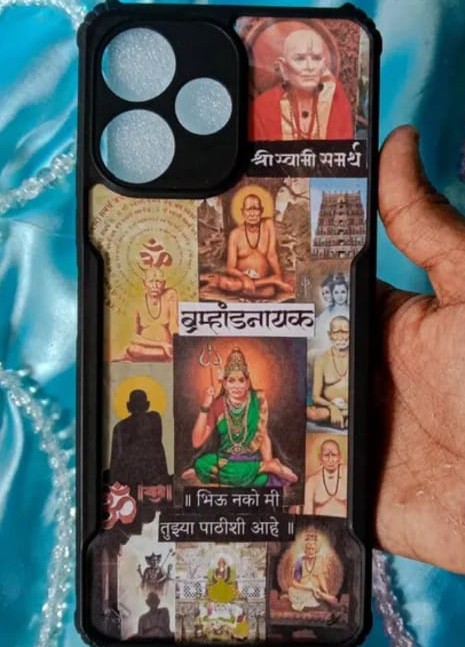 श्री स्वामी समर्थ
ॐ
ब्रम्हांडनायक
ॐ
॥ भिऊ नको मी
तुझ्या पाठीशी आहे ॥